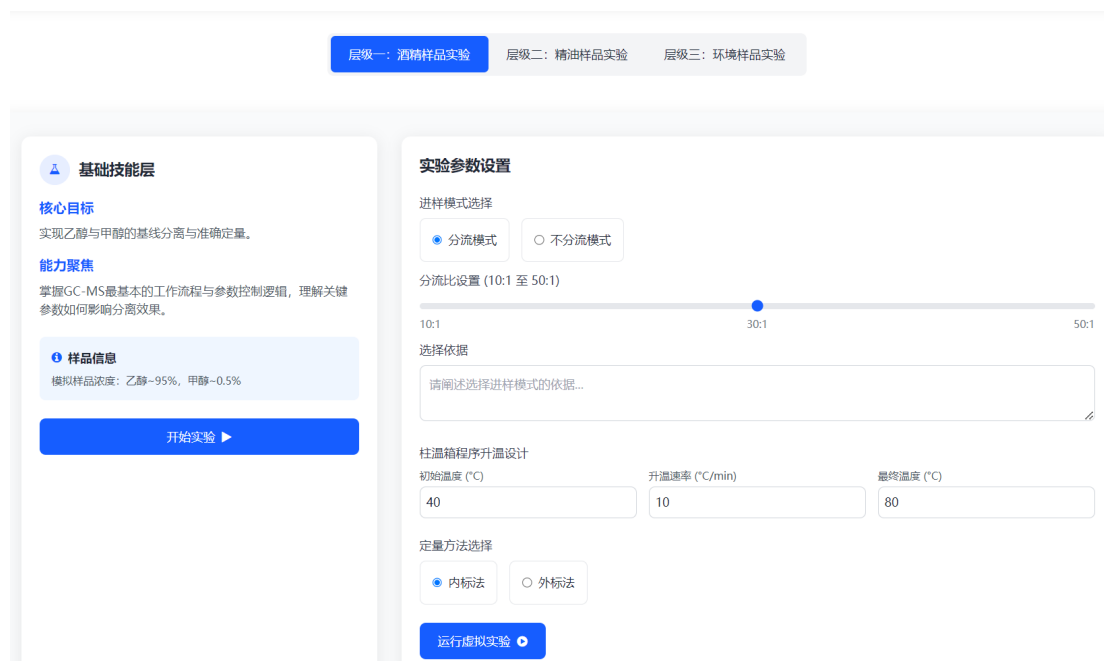 层级一：酒精样品实验 层级二：精油样品实验 层级三：环境样品实验
基础技能层
核心目标
实现乙醇与甲醇的基线分离与准确定量。
能力聚焦
掌握GC-MS最基本的工作流程与参数控制逻辑，理解关键
参数如何影响分离效果。
样品信息
模拟样品浓度：乙醇~95%，甲醇~0.5%
开始实验
实验参数设置
进样模式选择
分流模式 不分流模式
分流比设置 (10:1 至 50:1)
10:1 30:1 50:1
选择依据
请阐述选择进样模式的依据...
柱温箱程序升温设计
初始温度 (°C) 升温速率 (°C/min) 最终温度 (°C)
40 10 80
定量方法选择
内标法 外标法
运行虚拟实验